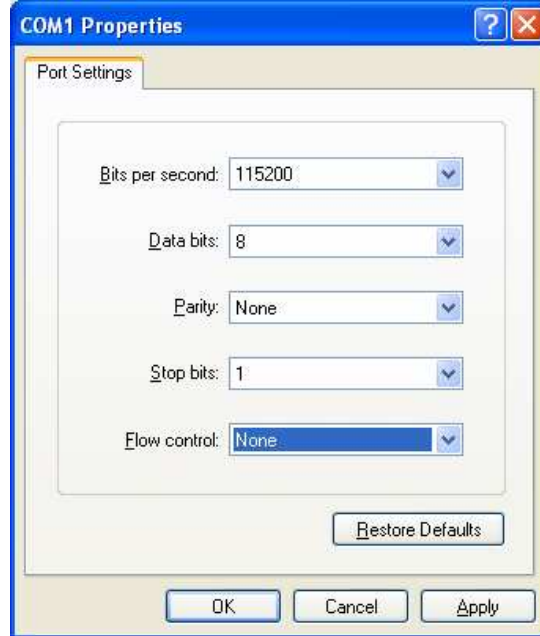 COM1 Properties
Port Settings
Bits per second: 115200
Data bits: 8
Parity: None
Stop bits: 1
Flow control: None
Restore Defaults
OK Cancel Apply